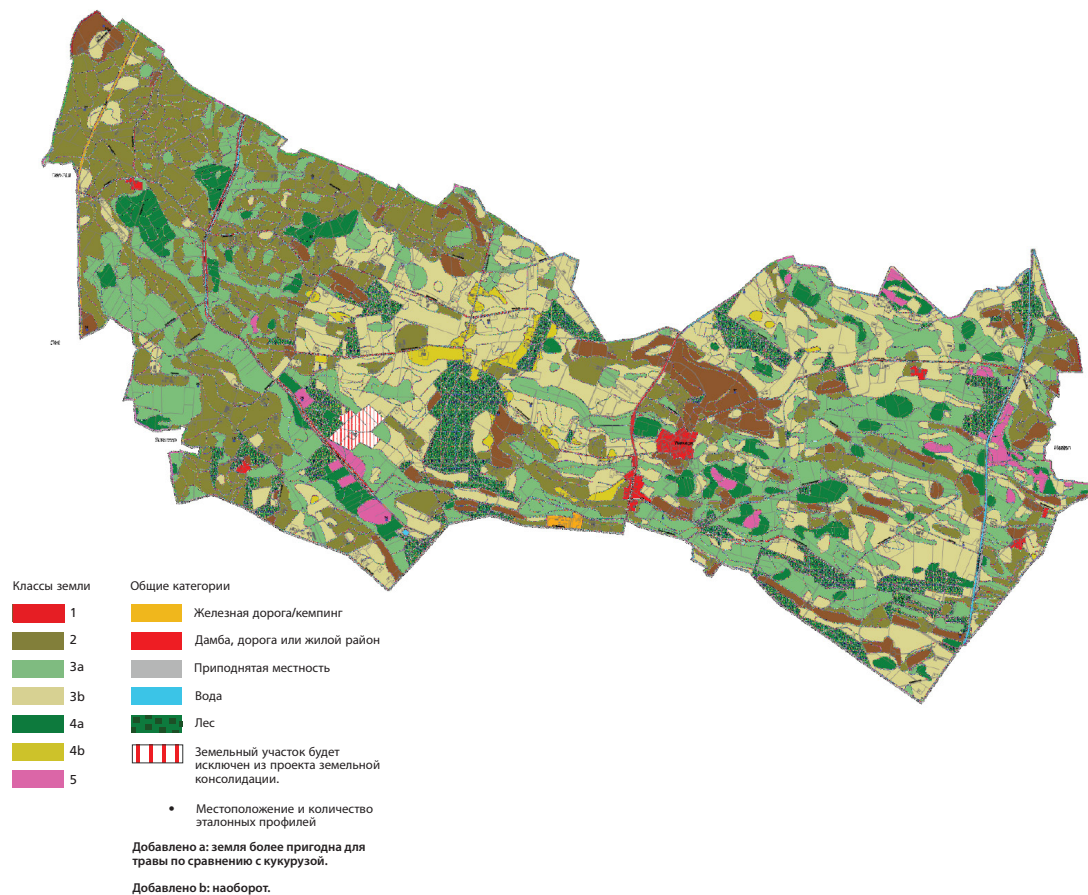 Классы земли
1
2
3a
3b
4a
4b
5
Общие категории
Железная дорога/кемпинг
Дамба, дорога или жилой район
Приподнятая местность
Вода
Лес
Земельный участок будет
исключен из проекта земельной
консолидации.
Местоположение и количество
эталонных профилей
Добавлено a: земля более пригодна для
травы по сравнению с кукурузой.
Добавлено b: наоборот.